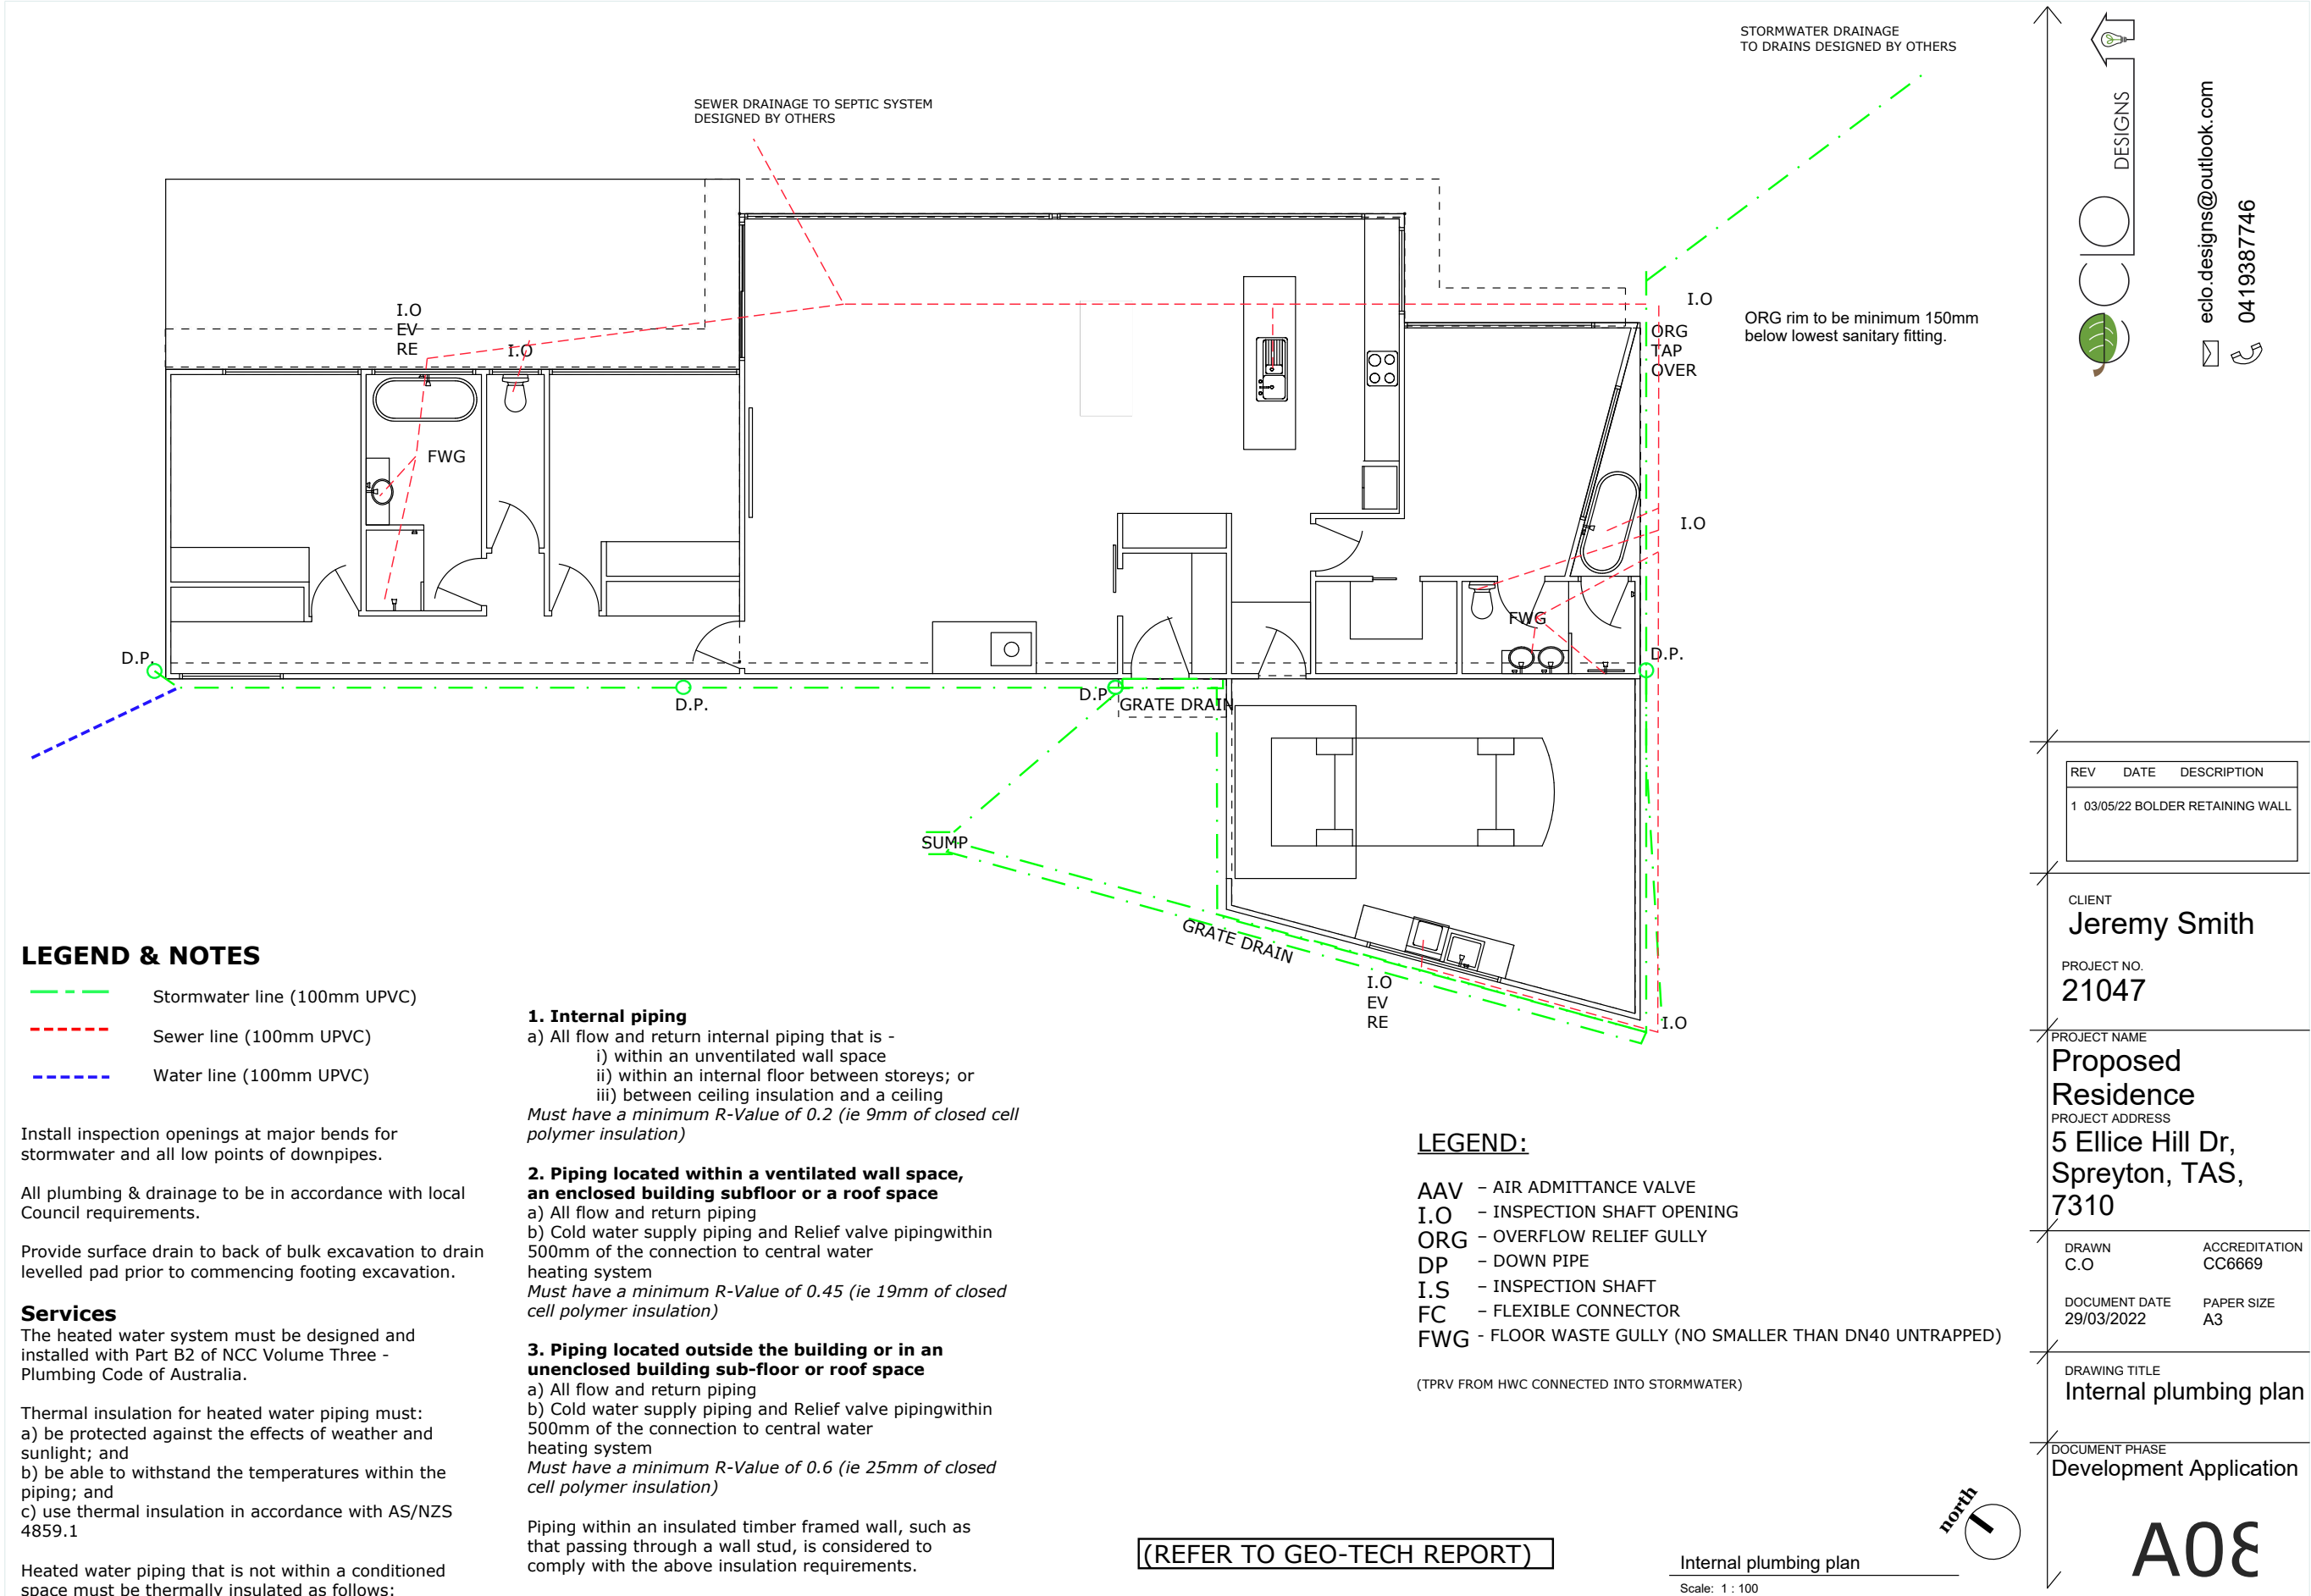 STORMWATER DRAINAGE
TO DRAINS DESIGNED BY OTHERS
SEWER DRAINAGE TO SEPTIC SYSTEM
DESIGNED BY OTHERS
I.O
EV
RE
I.O
FWG
I.O
ORG
TAP
OVER
ORG rim to be minimum 150mm
below lowest sanitary fitting.
I.O
FWG
D.P.
D.P.
D.P.
D.P.
GRATE DRAIN
SUMP
GRATE DRAIN
I.O
EV
RE
I.O
LEGEND & NOTES
Stormwater line (100mm UPVC)
Sewer line (100mm UPVC)
Water line (100mm UPVC)
Install inspection openings at major bends for
stormwater and all low points of downpipes.
All plumbing & drainage to be in accordance with local
Council requirements.
Provide surface drain to back of bulk excavation to drain
levelled pad prior to commencing footing excavation.
Services
The heated water system must be designed and
installed with Part B2 of NCC Volume Three -
Plumbing Code of Australia.
Thermal insulation for heated water piping must:
a) be protected against the effects of weather and
sunlight; and
b) be able to withstand the temperatures within the
piping; and
c) use thermal insulation in accordance with AS/NZS
4859.1
Heated water piping that is not within a conditioned
space must be thermally insulated as follows:
1. Internal piping
a) All flow and return internal piping that is -
i) within an unventilated wall space
ii) within an internal floor between storeys; or
iii) between ceiling insulation and a ceiling
Must have a minimum R-Value of 0.2 (ie 9mm of closed cell
polymer insulation)
2. Piping located within a ventilated wall space,
an enclosed building subfloor or a roof space
a) All flow and return piping
b) Cold water supply piping and Relief valve pipingwithin
500mm of the connection to central water
heating system
Must have a minimum R-Value of 0.45 (ie 19mm of closed
cell polymer insulation)
3. Piping located outside the building or in an
unenclosed building sub-floor or roof space
a) All flow and return piping
b) Cold water supply piping and Relief valve pipingwithin
500mm of the connection to central water
heating system
Must have a minimum R-Value of 0.6 (ie 25mm of closed
cell polymer insulation)
Piping within an insulated timber framed wall, such as
that passing through a wall stud, is considered to
comply with the above insulation requirements.
LEGEND:
AAV – AIR ADMITTANCE VALVE
I.O – INSPECTION SHAFT OPENING
ORG – OVERFLOW RELIEF GULLY
DP – DOWN PIPE
I.S – INSPECTION SHAFT
FC – FLEXIBLE CONNECTOR
FWG - FLOOR WASTE GULLY (NO SMALLER THAN DN40 UNTRAPPED)
(TPRV FROM HWC CONNECTED INTO STORMWATER)
(REFER TO GEO-TECH REPORT)
north
Internal plumbing plan
Scale: 1 : 100
DESIGNS
eclo.designs@outlook.com
0419387746
REV DATE DESCRIPTION
1 03/05/22 BOLDER RETAINING WALL
CLIENT
Jeremy Smith
PROJECT NO.
21047
PROJECT NAME
Proposed
Residence
PROJECT ADDRESS
5 Ellice Hill Dr,
Spreyton, TAS,
7310
DRAWN ACCREDITATION
C.O CC6669
DOCUMENT DATE PAPER SIZE
29/03/2022 A3
DRAWING TITLE
Internal plumbing plan
DOCUMENT PHASE
Development Application
A08